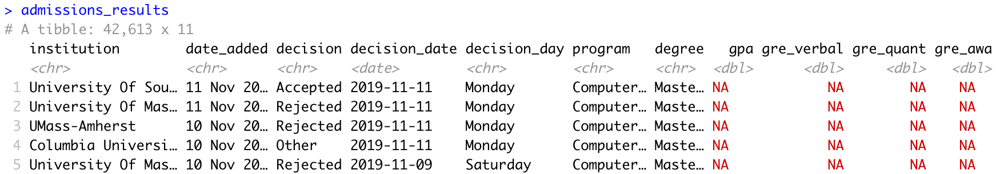 > admissions_results
# A tibble: 42,613 x 11
institution date_added decision decision_date decision_day program degree gpa gre_verbal gre_quant gre_awa
<chr> <chr> <chr> <date> <chr> <chr> <chr> <dbl> <dbl> <dbl> <dbl>
1 University Of Sou… 11 Nov 20… Accepted 2019-11-11 Monday Computer… Maste… NA NA NA NA
2 University Of Mas… 11 Nov 20… Rejected 2019-11-11 Monday Computer… Maste… NA NA NA NA
3 UMass-Amherst 10 Nov 20… Rejected 2019-11-11 Monday Computer… Maste… NA NA NA NA
4 Columbia Universi… 10 Nov 20… Other 2019-11-11 Monday Computer… Maste… NA NA NA NA
5 University Of Mas… 10 Nov 20… Rejected 2019-11-09 Saturday Computer… Maste… NA NA NA NA